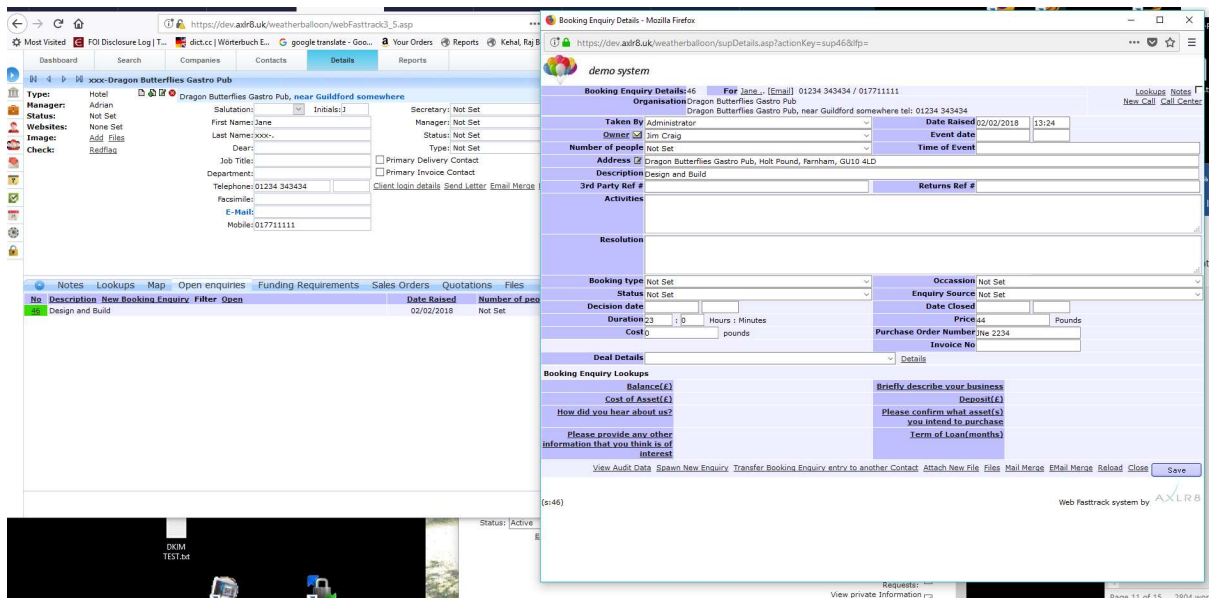 https://dev.axlr8.uk/weatherballoon/webFasttrack3_5.asp
Most Visited FOI Disclosure Log | T... dict.cc | Wörterbuch E... google translate - Goo... Your Orders Reports Kehal, Raj B
Dashboard Search Companies Contacts Details Reports
xxx-Dragon Butterflies Gastro Pub
Type: Hotel
Manager: Adrian
Status: Not Set
Websites: None Set
Image: Add Files
Check: Redflag
Dragon Butterflies Gastro Pub, near Guildford somewhere
Salutation: Initials: J Secretary: Not Set
First Name: Jane Manager: Not Set
Last Name: xxx-. Status: Not Set
Dear: Type: Not Set
Job Title: Primary Delivery Contact
Department: Primary Invoice Contact
Telephone: 01234 343434 Client login details Send Letter Email Merge
Facsimile:
E-Mail:
Mobile: 017711111
Notes Lookups Map Open enquiries Funding Requirements Sales Orders Quotations Files
No Description New Booking Enquiry Filter Open Date Raised Number of peo
46 Design and Build 02/02/2018 Not Set
Status: Active
DKIM
TEST.txt
Booking Enquiry Details - Mozilla Firefox
https://dev.axlr8.uk/weatherballoon/supDetails.asp?actionKey=sup46&lfp=
demo system
Booking Enquiry Details:46 For Jane .. [Email] 01234 343434 / 017711111 Lookups Notes
Organisation Dragon Butterflies Gastro Pub New Call Call Center
Dragon Butterflies Gastro Pub, near Guildford somewhere tel: 01234 343434
Taken By Administrator Date Raised 02/02/2018 13:24
Owner Jim Craig Event date
Number of people Not Set Time of Event
Address Dragon Butterflies Gastro Pub, Holt Pound, Farnham, GU10 4LD
Description Design and Build
3rd Party Ref # Returns Ref #
Activities
Resolution
Booking type Not Set Occassion Not Set
Status Not Set Enquiry Source Not Set
Decision date Date Closed
Duration 23 : 0 Hours : Minutes Price 44 Pounds
Cost 0 pounds Purchase Order Number JNe 2234
Invoice No
Deal Details Details
Booking Enquiry Lookups
Balance(£) Briefly describe your business
Cost of Asset(£) Deposit(£)
How did you hear about us? Please confirm what asset(s)
you intend to purchase
Please provide any other Term of Loan(months)
information that you think is of
interest
View Audit Data Spawn New Enquiry Transfer Booking Enquiry entry to another Contact Attach New File Files Mail Merge EMail Merge Reload Close Save
(s:46) Web Fasttrack system by AXLR8
Requests:
View private Information
Page 11 of 15 2804 wor